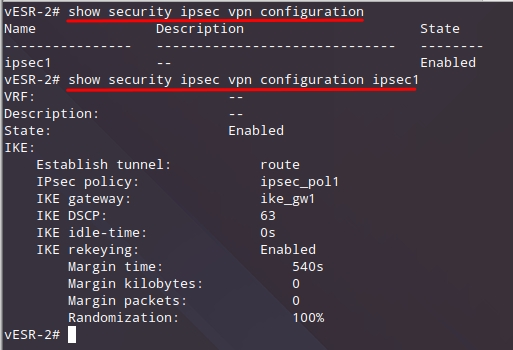 vESR-2# show security ipsec vpn configuration
Name Description State
--------------- ------------------------------ --------
ipsec1 -- Enabled
vESR-2# show security ipsec vpn configuration ipsec1
VRF: --
Description: --
State: Enabled
IKE:
Establish tunnel: route
IPsec policy: ipsec_pol1
IKE gateway: ike_gw1
IKE DSCP: 63
IKE idle-time: 0s
IKE rekeying: Enabled
Margin time: 540s
Margin kilobytes: 0
Margin packets: 0
Randomization: 100%
vESR-2#